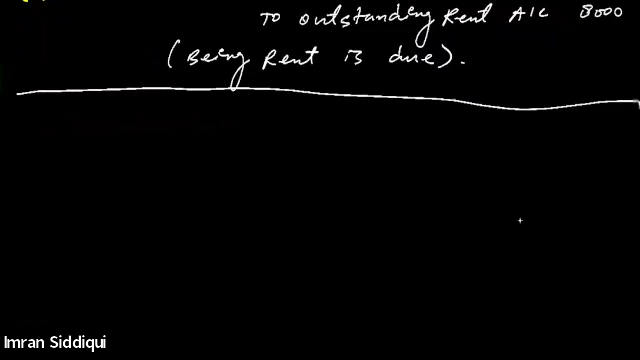 To outstanding Rent A/c 8000
(Being Rent is due).
Imran Siddiqui